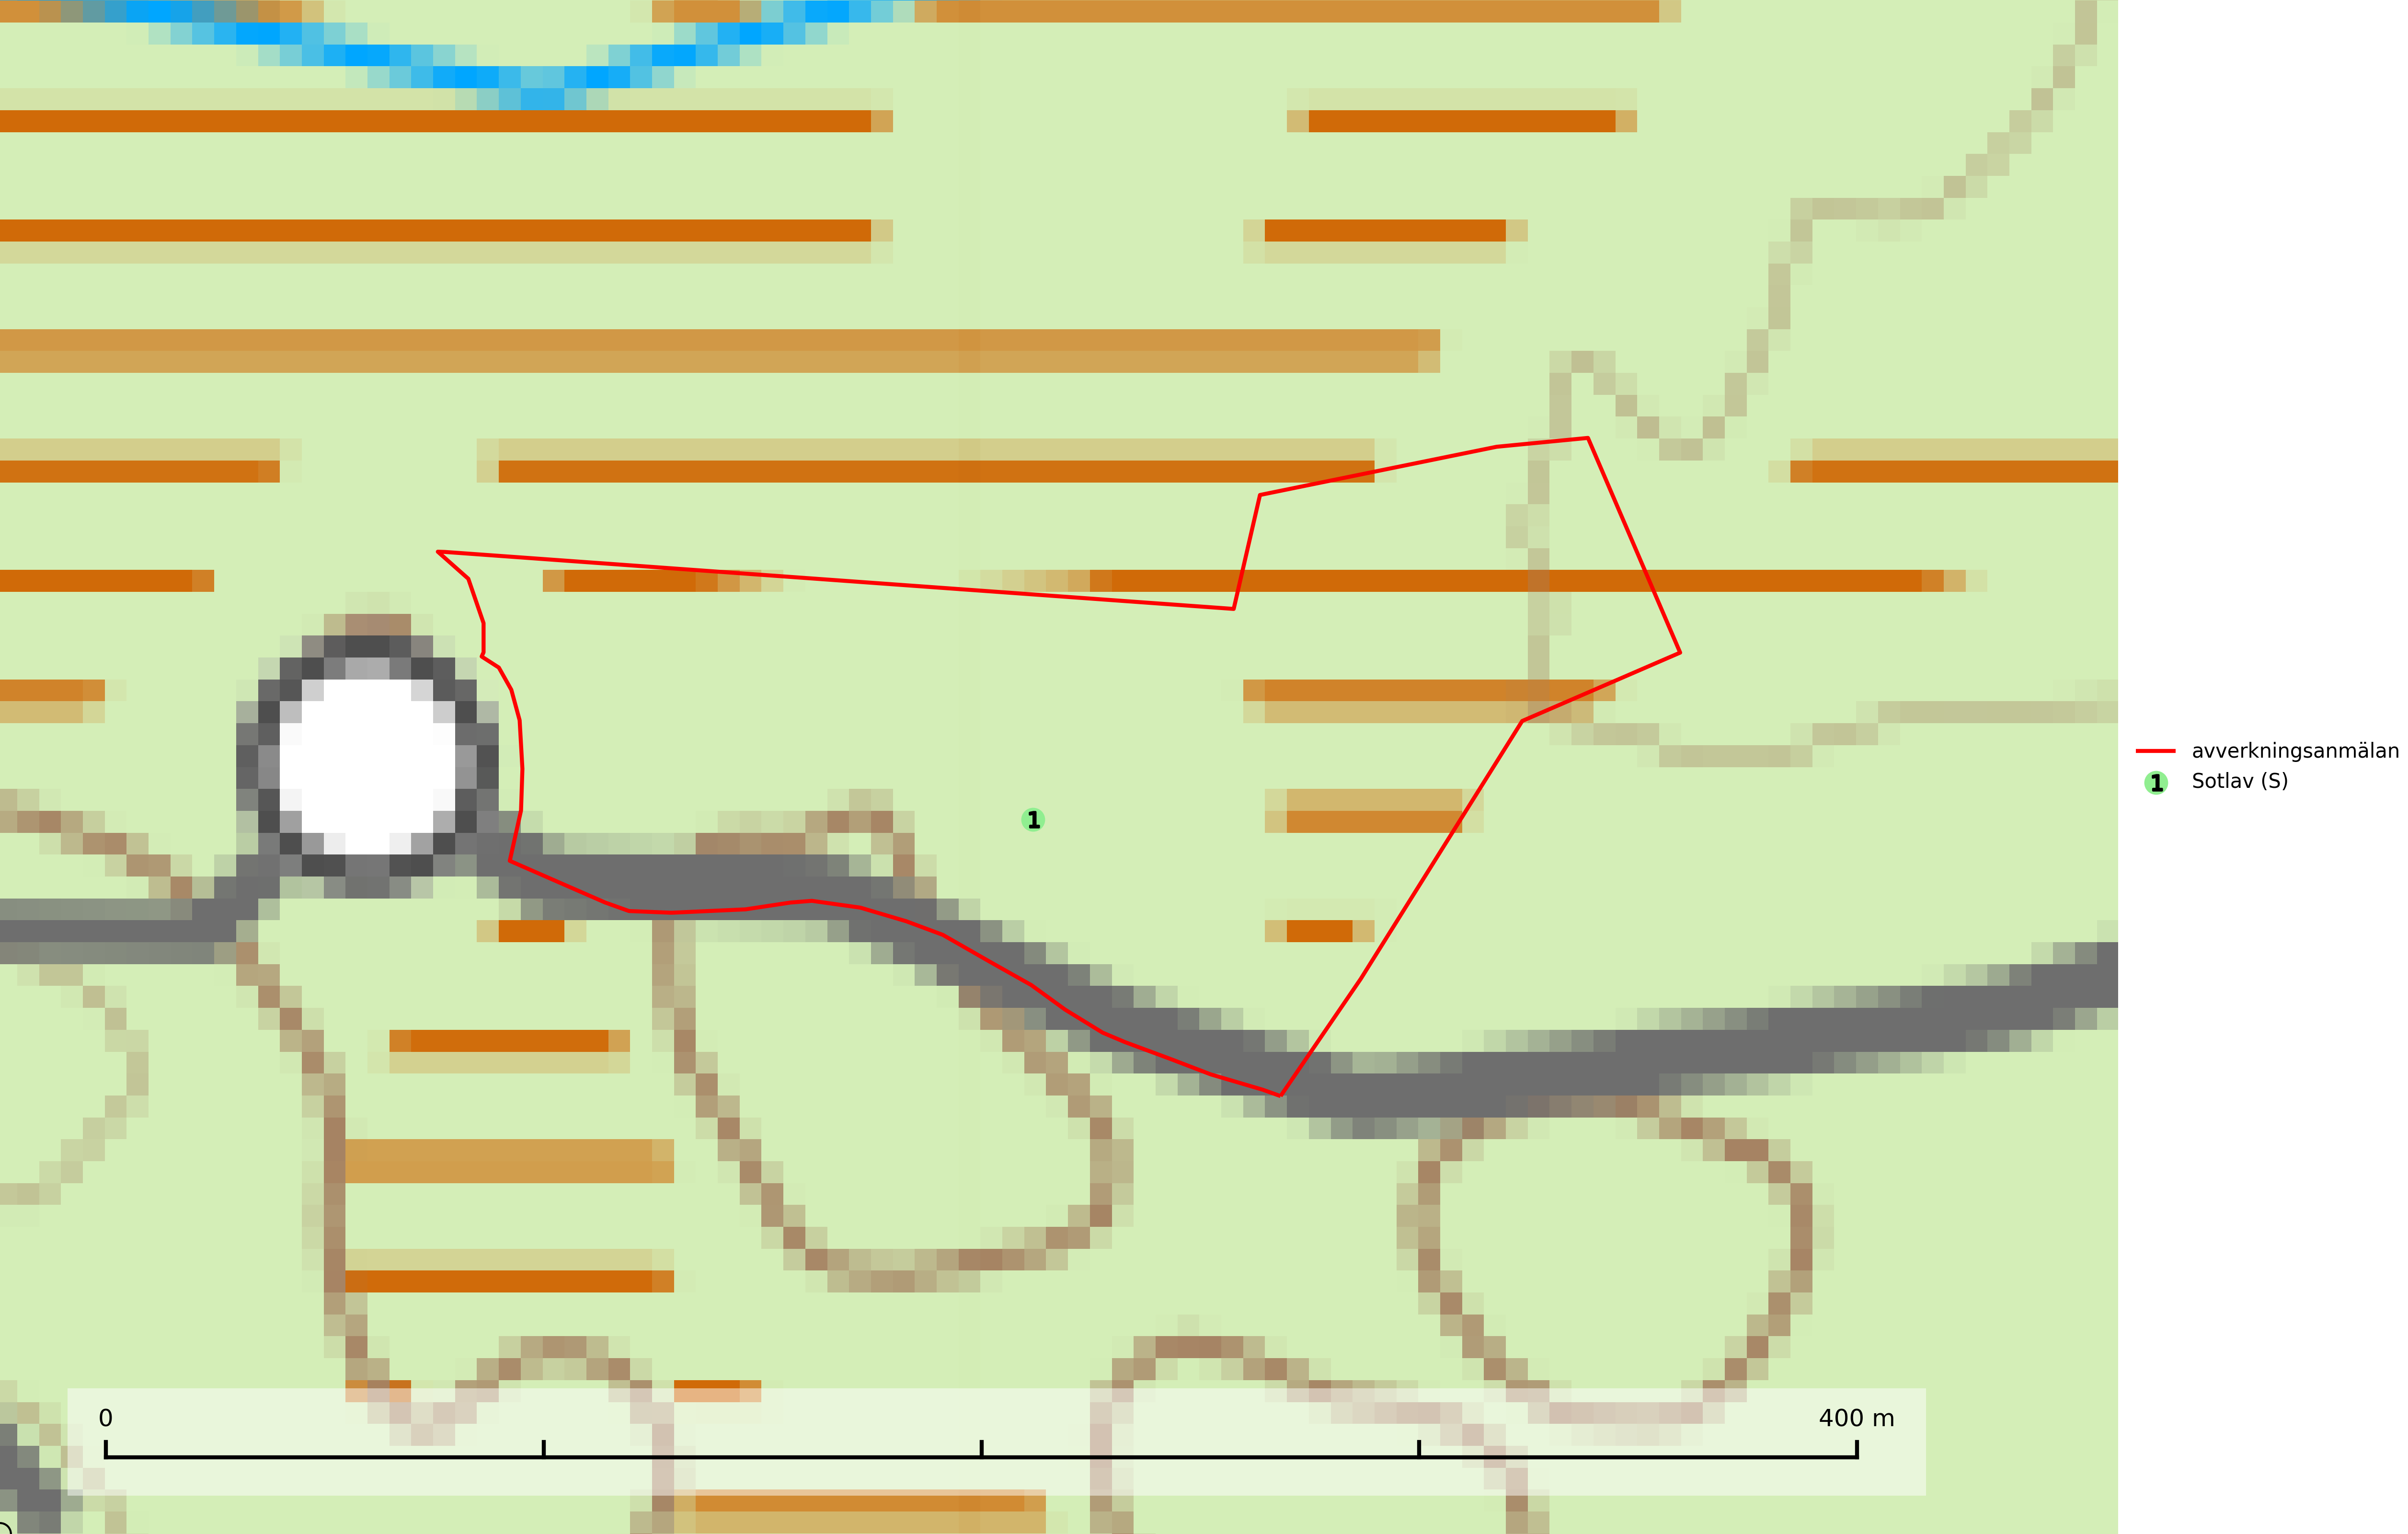 1
avverkningsanmälan
1 Sotlav (S)
0 400 m